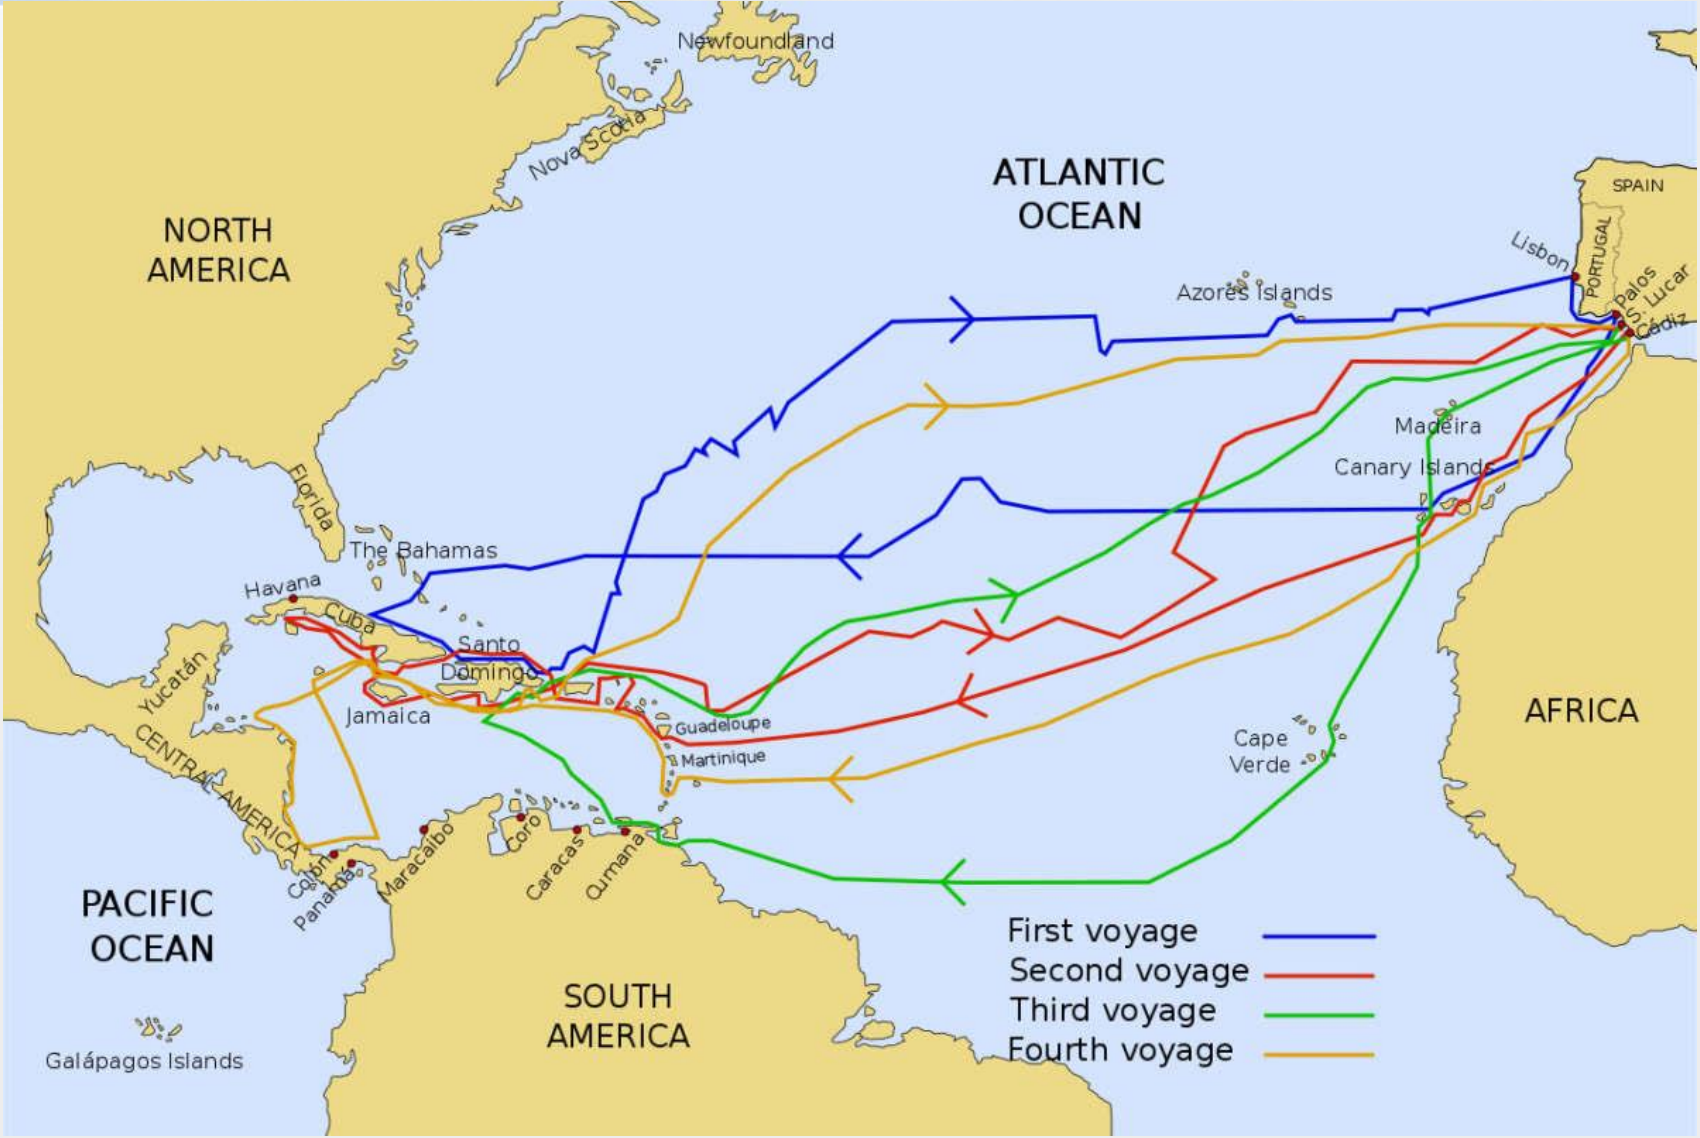 Newfoundland
Nova Scotia
ATLANTIC
OCEAN
SPAIN
PORTUGAL
Lisbon
Palos
S. Lucar
Cádiz
NORTH
AMERICA
Azores Islands
Madeira
Canary Islands
Florida
The Bahamas
Havana
Cuba
Santo
Domingo
Yucatán
Jamaica
Guadeloupe
Martinique
CENTRAL AMERICA
Cape
Verde
AFRICA
Colón
Panamá
Maracaibo
Coro
Caracas
Cumana
PACIFIC
OCEAN
SOUTH
AMERICA
Galápagos Islands
First voyage
Second voyage
Third voyage
Fourth voyage